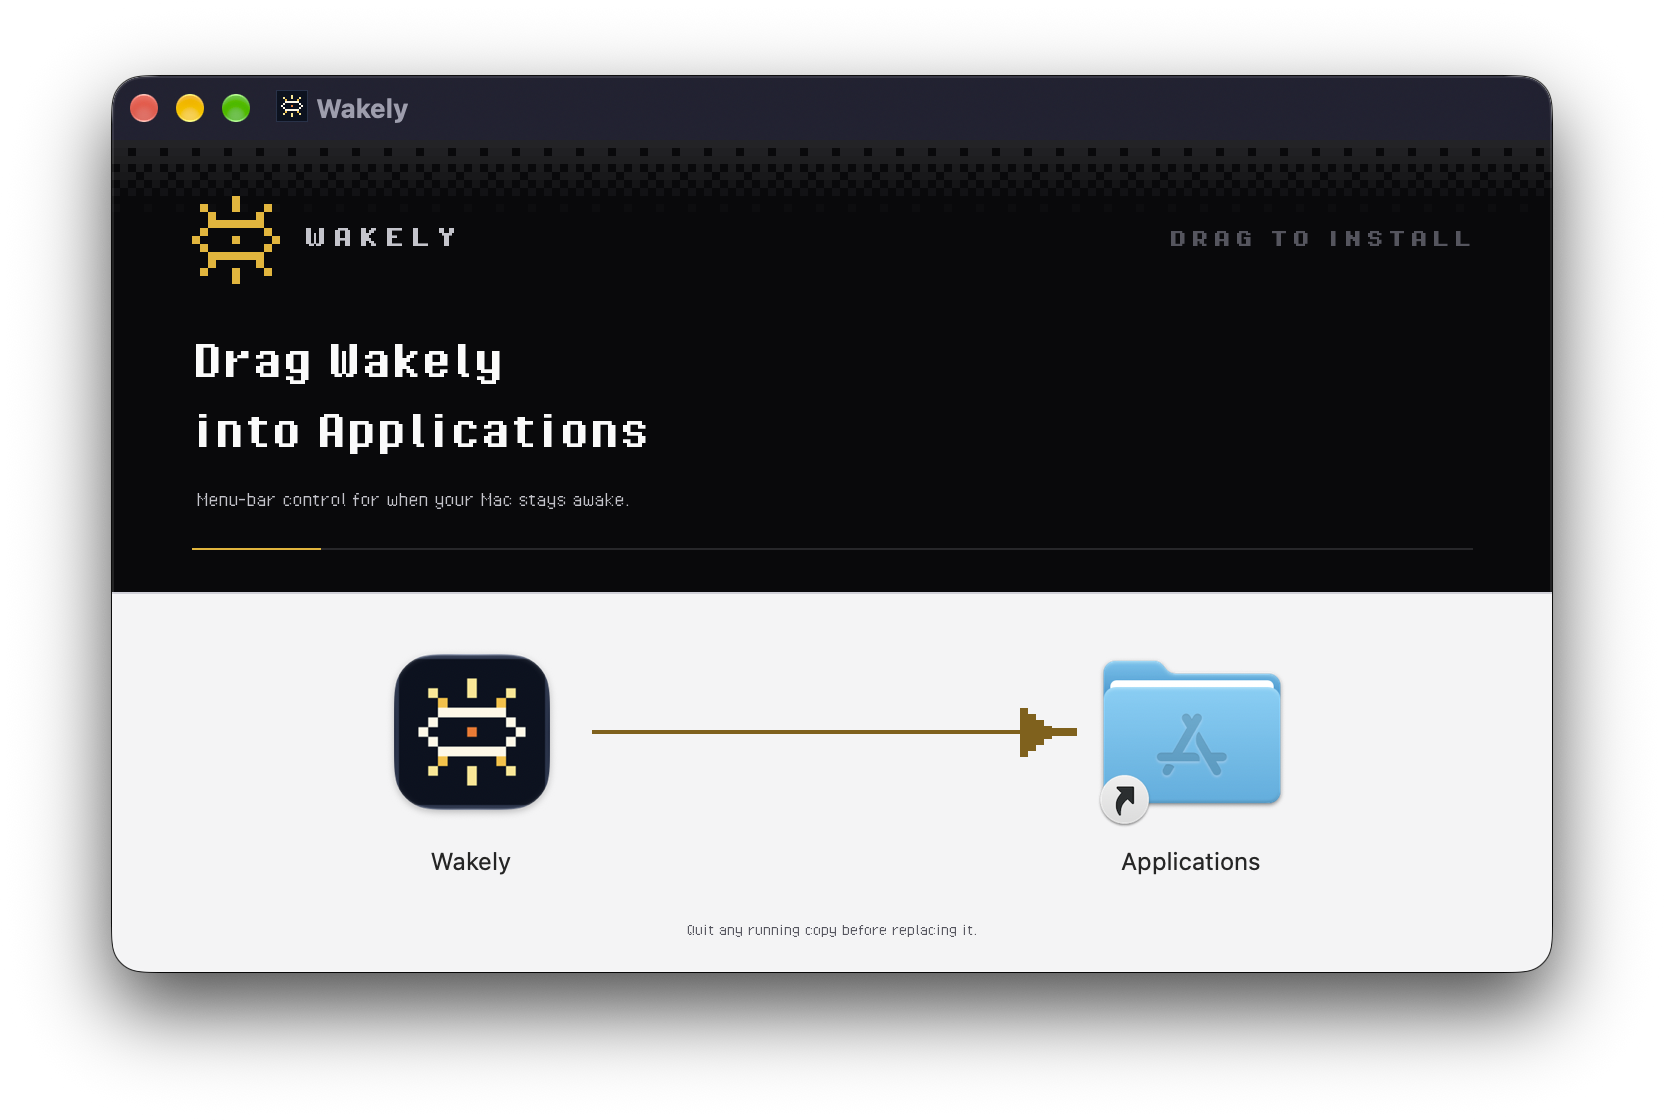 Wakely
WAKELY
DRAG TO INSTALL
Drag Wakely
into Applications
Menu-bar control for when your Mac stays awake.
Wakely
Applications
Quit any running copy before replacing it.